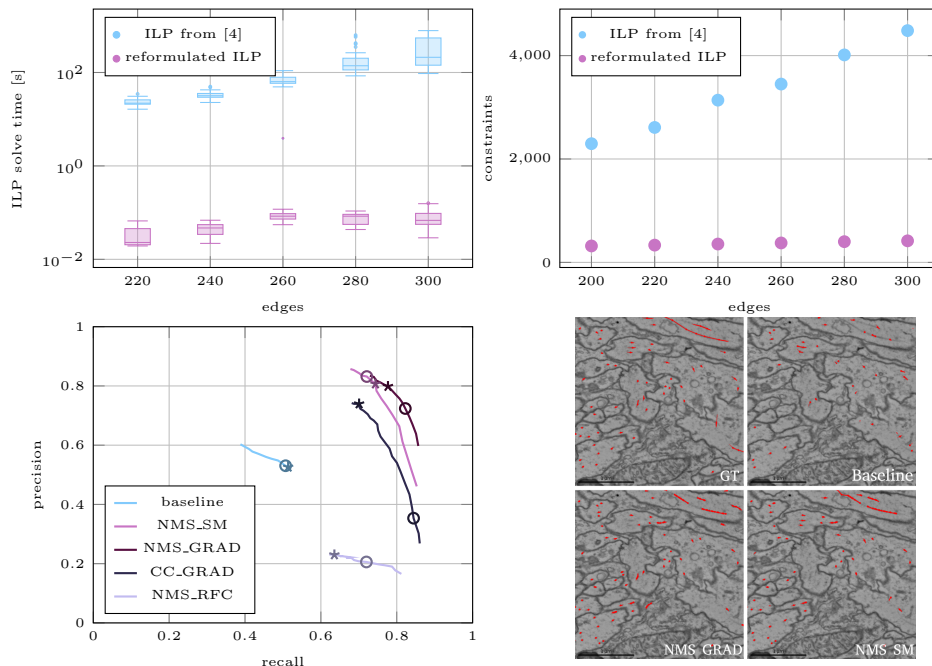 ILP from [4]
reformulated ILP
10^2
10^0
10^−2
ILP solve time [s]
220 240 260 280 300
edges
ILP from [4]
reformulated ILP
4,000
2,000
0
constraints
200 220 240 260 280 300
edges
1
0.8
0.6
0.4
0.2
0
precision
baseline
NMS_SM
NMS_GRAD
CC_GRAD
NMS_RFC
0 0.2 0.4 0.6 0.8 1
recall
GT
Baseline
NMS_GRAD
NMS_SM